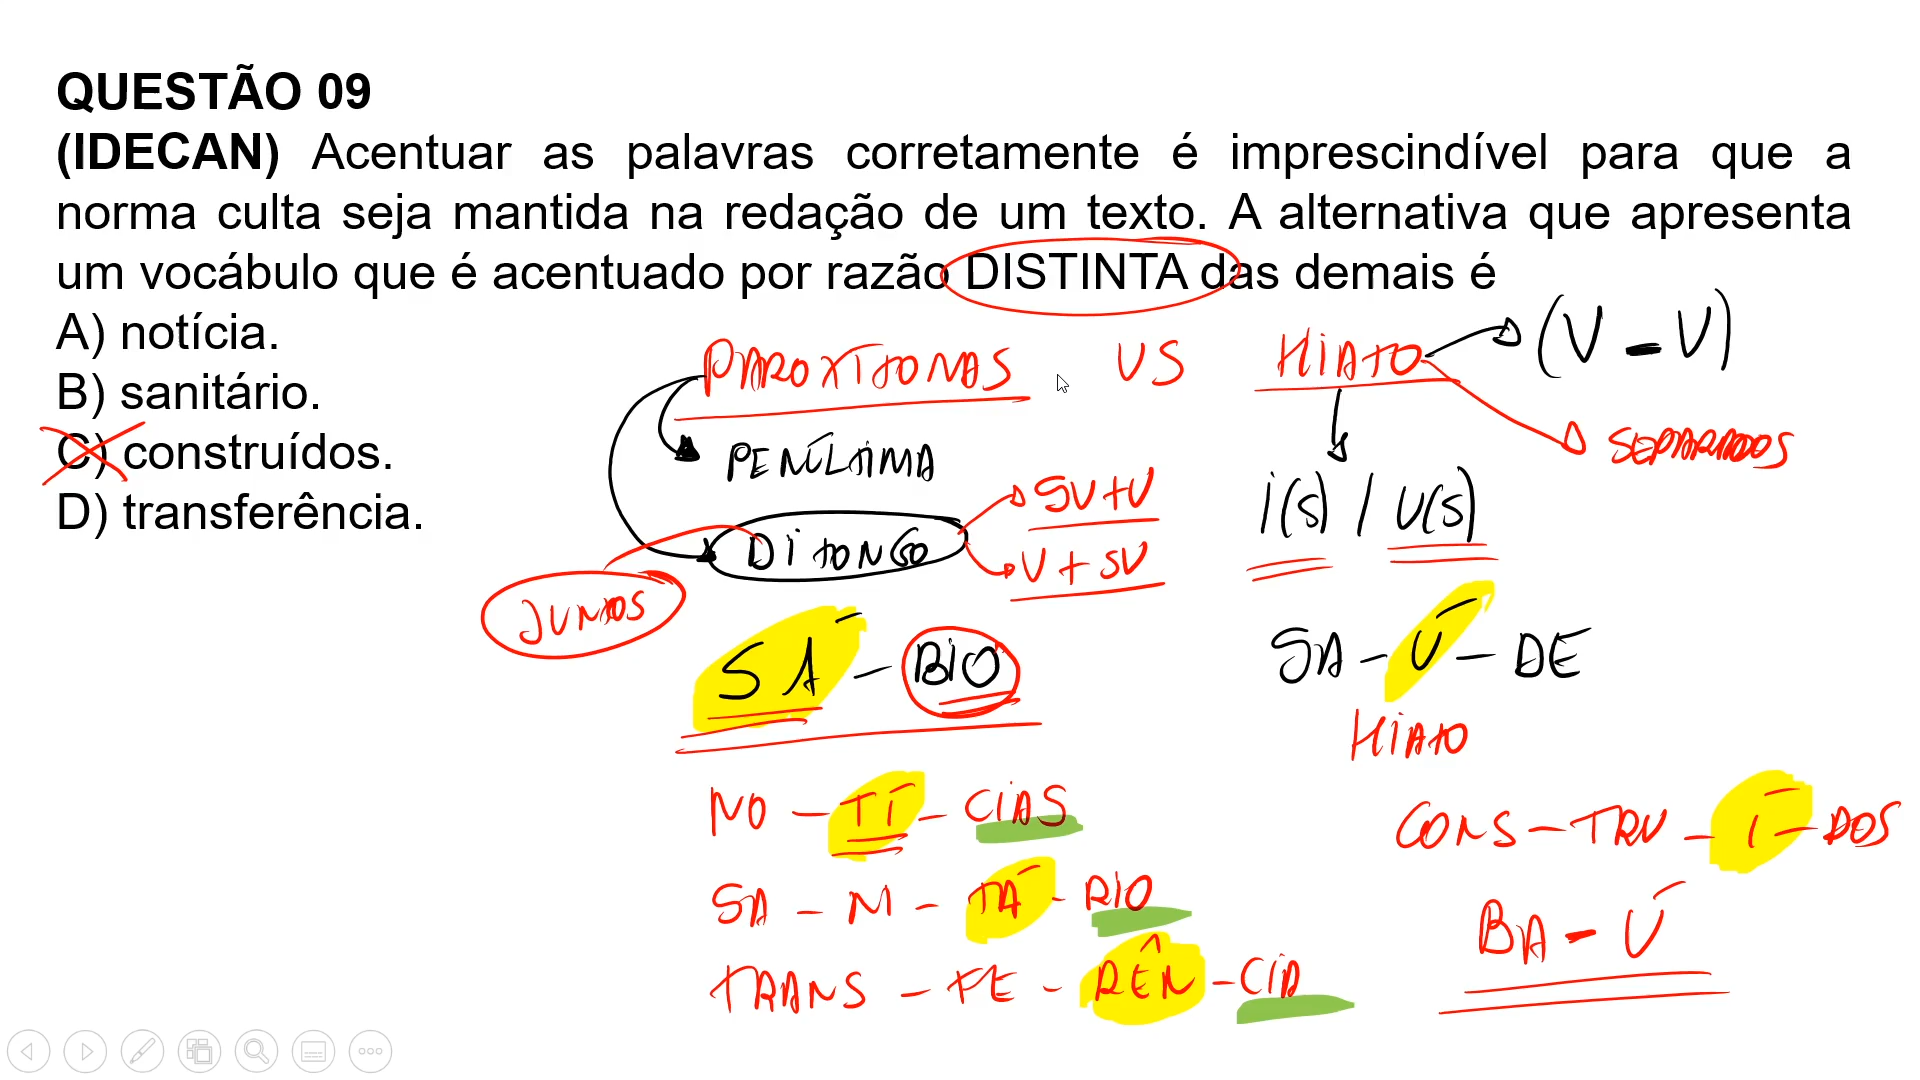 QUESTÃO 09
(IDECAN) Acentuar as palavras corretamente é imprescindível para que a
norma culta seja mantida na redação de um texto. A alternativa que apresenta
um vocábulo que é acentuado por razão DISTINTA das demais é
A) notícia.
B) sanitário.
C) construídos.
D) transferência.
PAROXÍTONAS VS HIATO (V - V)
PENÚLTIMA
SEPARADOS
SV + V
i(s) / U(S)
DITONGO
V + SV
JUNTOS
SÁ - BIO
SA - Ú - DE
HIATO
NO - TÍ - CIAS
CONS - TRU - Í - DOS
SA - NI - TÁ - RIO
BA - Ú
TRANS - FE - RÊN - CIA